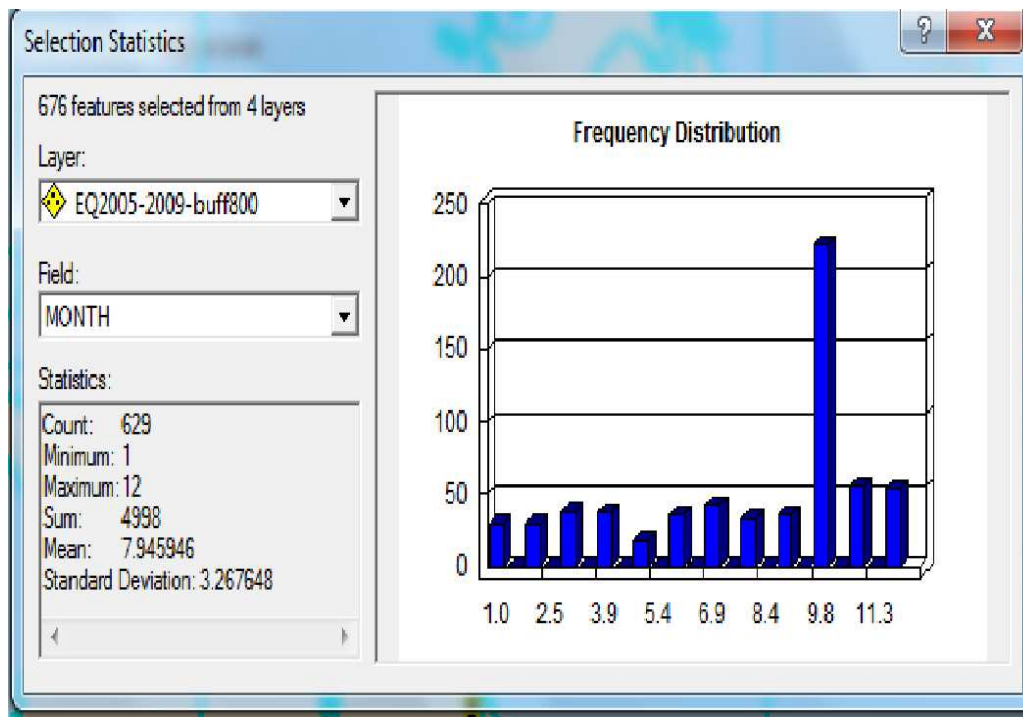 Selection Statistics
? X
676 features selected from 4 layers
Layer:
EQ2005-2009-buff800
Field:
MONTH
Statistics:
Count: 629
Minimum: 1
Maximum: 12
Sum: 4998
Mean: 7.945946
Standard Deviation: 3.267648
Frequency Distribution
250
200
150
100
50
0
1.0 2.5 3.9 5.4 6.9 8.4 9.8 11.3